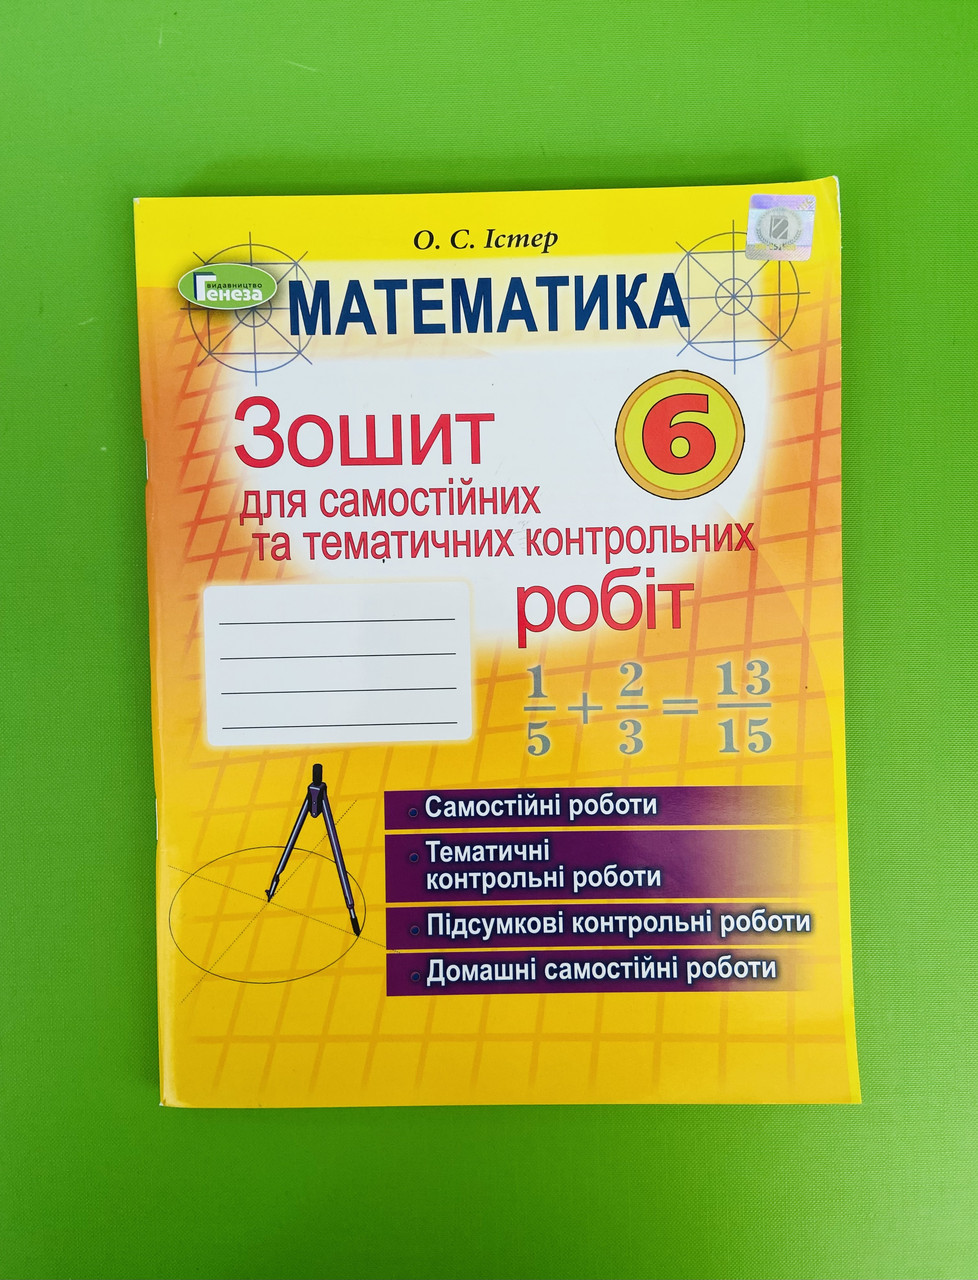 О. С. Істер
видавництво
Генеза
МАТЕМАТИКА
6
Зошит
для самостійних
та тематичних контрольних
робіт
1/5 + 2/3 = 13/15
Самостійні роботи
Тематичні
контрольні роботи
Підсумкові контрольні роботи
Домашні самостійні роботи